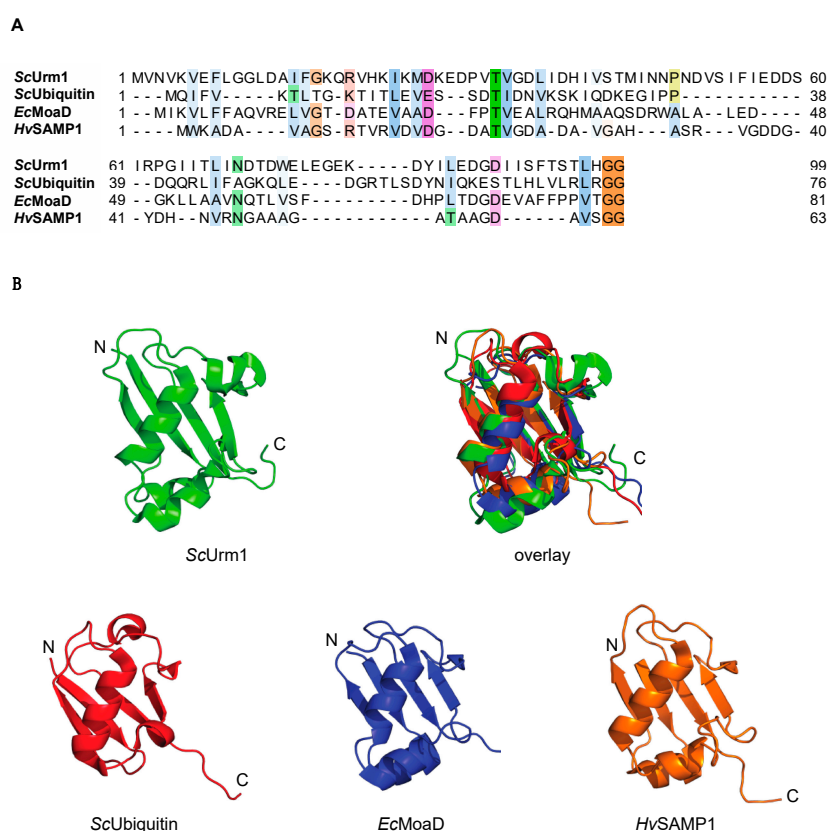 A
ScUrm1 1 MVNVKVEFLGGLDAIFGKQRVHKIKMDKEDPVTVGDLIDHIVSTMINNPNDVSIFIEDDS 60
ScUbiquitin 1 ---MQIFV-----KTLTG-KTITLEVES--SDTIDNVKSKIQDKEGIPP----------- 38
EcMoaD 1 --MIKVLFFAQVRELVGT-DATEVAAD--FPTVEALRQHMAAQSDRWALA---LED---- 48
HvSAMP1 1 ----MWKADA-----VAGS-RTVRVDVDG--DATVGDA-DA-VGAH---ASR---VGDDG- 40
ScUrm1 61 IRPGIITLINDTDWELEGEK-----DYILEDGDIISFTSTLHGG 99
ScUbiquitin 39 --DQQRLIFAGKQLE----DGRTLSDYNIQKESTLHLVLRLRGG 76
EcMoaD 49 --GKLLAAVNQTLVSF--------DHPLTDGDEVAFFPPVTGG 81
HvSAMP1 41 -YDH--NVRNGAAAG---------ATAAGD------AVSGG 63
B
N
C
ScUrm1
N
C
overlay
N
C
ScUbiquitin
N
EcMoaD
N
C
HvSAMP1